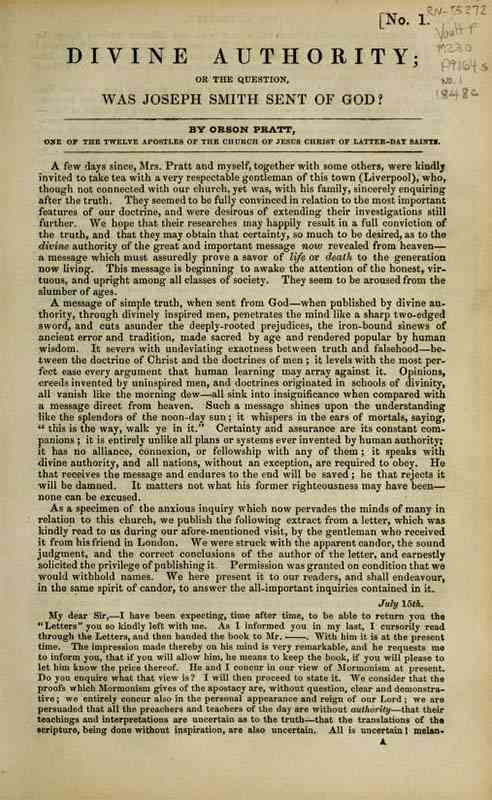 [No. 1.
RN-T5272
Vault f
M230
P9164s
NO. 1
1848c
DIVINE AUTHORITY;
OR THE QUESTION,
WAS JOSEPH SMITH SENT OF GOD?
BY ORSON PRATT,
ONE OF THE TWELVE APOSTLES OF THE CHURCH OF JESUS CHRIST OF LATTER-DAY SAINTS.
A few days since, Mrs. Pratt and myself, together with some others, were kindly
invited to take tea with a very respectable gentleman of this town (Liverpool), who,
though not connected with our church, yet was, with his family, sincerely enquiring
after the truth. They seemed to be fully convinced in relation to the most important
features of our doctrine, and were desirous of extending their investigations still
further. We hope that their researches may happily result in a full conviction of
the truth, and that they may obtain that certainty, so much to be desired, as to the
divine authority of the great and important message now revealed from heaven—
a message which must assuredly prove a savor of life or death to the generation
now living. This message is beginning to awake the attention of the honest, vir-
tuous, and upright among all classes of society. They seem to be aroused from the
slumber of ages.
A message of simple truth, when sent from God—when published by divine au-
thority, through divinely inspired men, penetrates the mind like a sharp two-edged
sword, and cuts asunder the deeply-rooted prejudices, the iron-bound sinews of
ancient error and tradition, made sacred by age and rendered popular by human
wisdom. It severs with undeviating exactness between truth and falsehood—be-
tween the doctrine of Christ and the doctrines of men; it levels with the most per-
fect ease every argument that human learning may array against it. Opinions,
creeds invented by uninspired men, and doctrines originated in schools of divinity,
all vanish like the morning dew—all sink into insignificance when compared with
a message direct from heaven. Such a message shines upon the understanding
like the splendors of the noon-day sun; it whispers in the ears of mortals, saying,
“this is the way, walk ye in it.” Certainty and assurance are its constant com-
panions; it is entirely unlike all plans or systems ever invented by human authority;
it has no alliance, connexion, or fellowship with any of them; it speaks with
divine authority, and all nations, without an exception, are required to obey. He
that receives the message and endures to the end will be saved; he that rejects it
will be damned. It matters not what his former righteousness may have been—
none can be excused.
As a specimen of the anxious inquiry which now pervades the minds of many in
relation to this church, we publish the following extract from a letter, which was
kindly read to us during our afore-mentioned visit, by the gentleman who received
it from his friend in London. We were struck with the apparent candor, the sound
judgment, and the correct conclusions of the author of the letter, and earnestly
solicited the privilege of publishing it. Permission was granted on condition that we
would withhold names. We here present it to our readers, and shall endeavour,
in the same spirit of candor, to answer the all-important inquiries contained in it.
July 15th.
My dear Sir,—I have been expecting, time after time, to be able to return you the
“Letters” you so kindly left with me. As I informed you in my last, I cursorily read
through the Letters, and then handed the book to Mr. ———. With him it is at the present
time. The impression made thereby on his mind is very remarkable, and he requests me
to inform you, that if you will allow him, he means to keep the book, if you will please to
let him know the price thereof. He and I concur in our view of Mormonism at present.
Do you enquire what that view is? I will then proceed to state it. We consider that the
proofs which Mormonism gives of the apostacy are, without question, clear and demonstra-
tive; we entirely concur also in the personal appearance and reign of our Lord; we are
persuaded that all the preachers and teachers of the day are without authority—that their
teachings and interpretations are uncertain as to the truth—that the translations of the
scripture, being done without inspiration, are also uncertain. All is uncertain! melan-
A